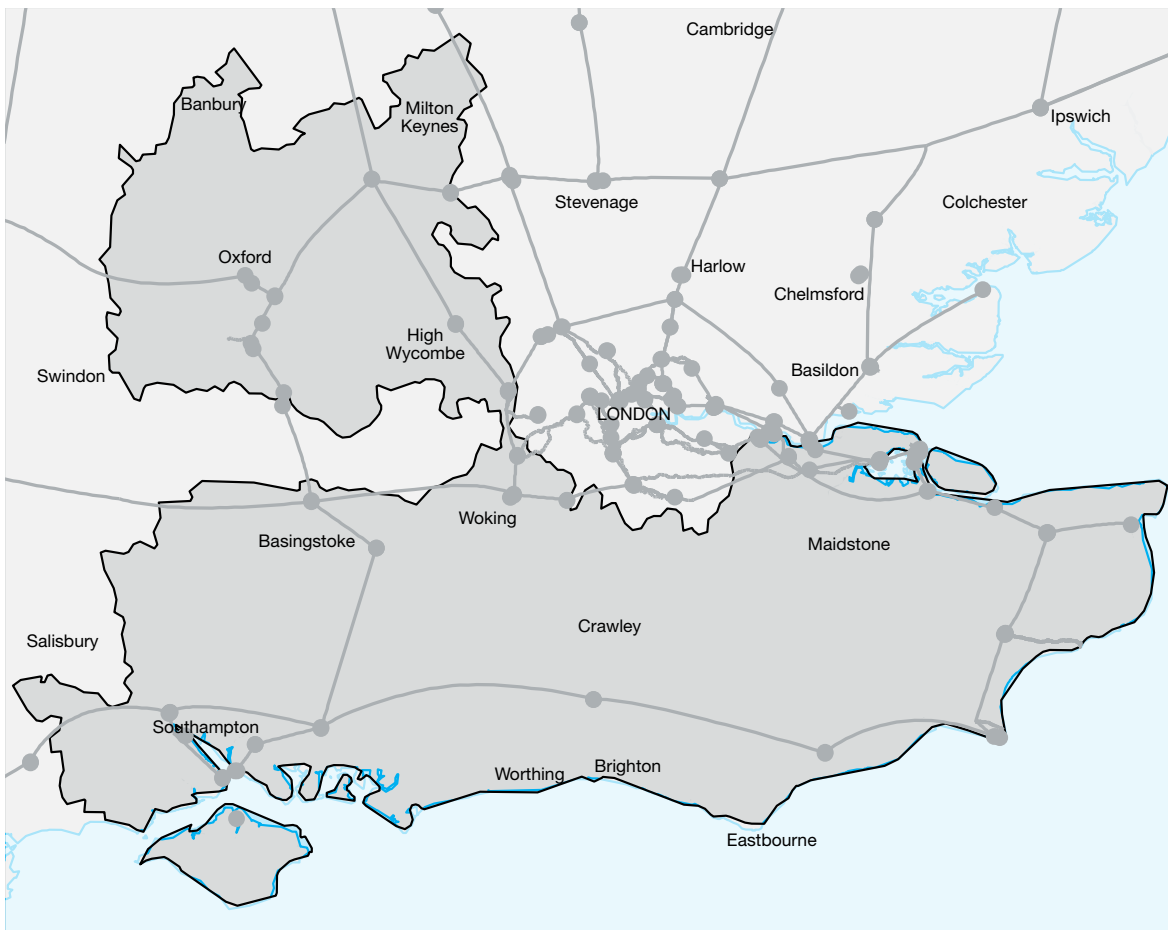 Cambridge
Banbury
Milton
Keynes
Ipswich
Stevenage
Colchester
Oxford
Harlow
Chelmsford
High
Wycombe
Swindon
Basildon
LONDON
Woking
Basingstoke
Maidstone
Crawley
Salisbury
Southampton
Worthing
Brighton
Eastbourne